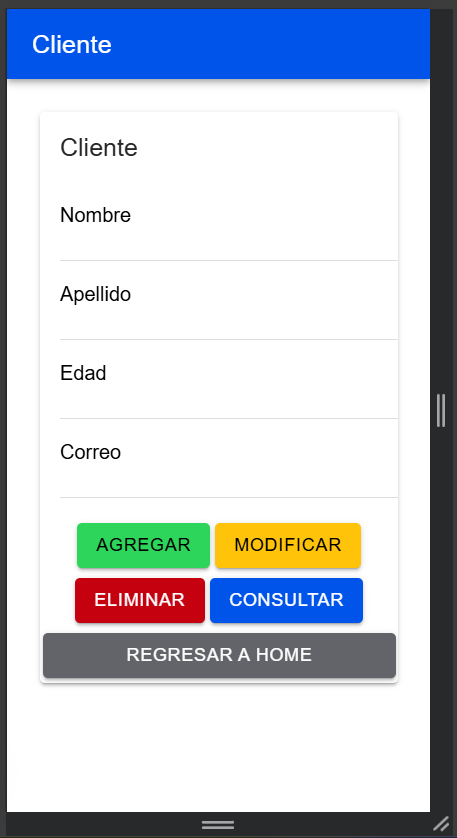 Cliente
Cliente
Nombre
Apellido
Edad
Correo
AGREGAR MODIFICAR
ELIMINAR CONSULTAR
REGRESAR A HOME